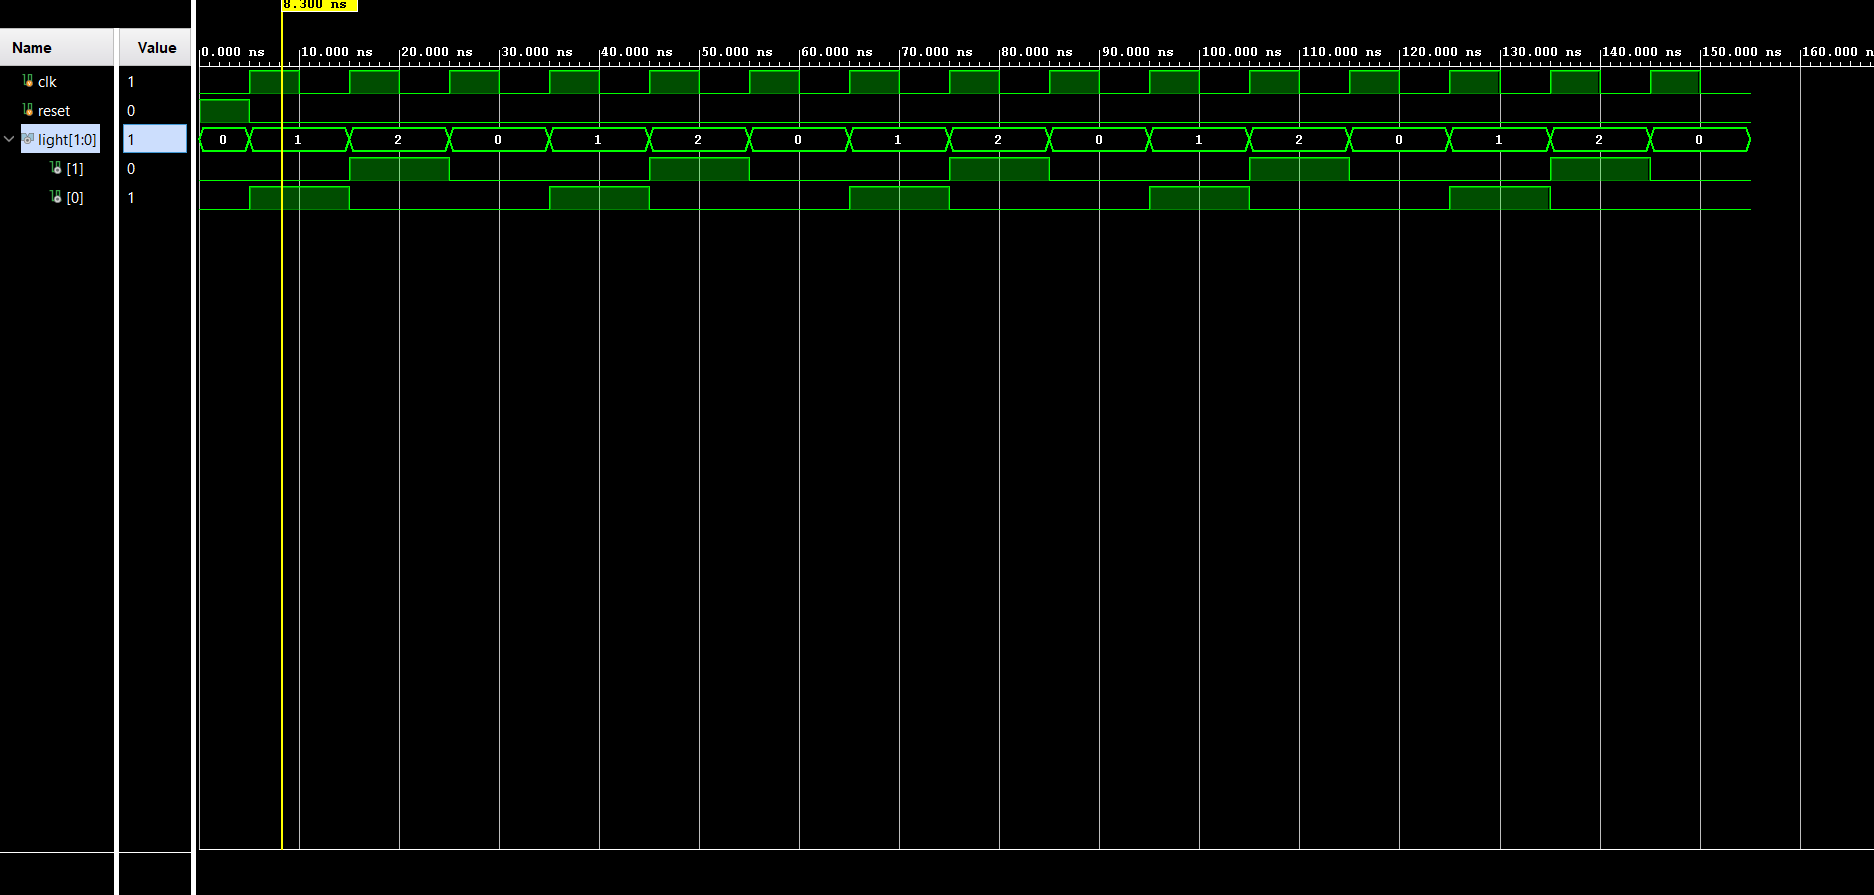 8.300 ns
Name Value 0.000 ns 10.000 ns 20.000 ns 30.000 ns 40.000 ns 50.000 ns 60.000 ns 70.000 ns 80.000 ns 90.000 ns 100.000 ns 110.000 ns 120.000 ns 130.000 ns 140.000 ns 150.000 ns 160.000 n
clk 1
reset 0
light[1:0] 1 0 1 2 0 1 2 0 1 2 0 1 2 0 1 2 0
[1] 0
[0] 1